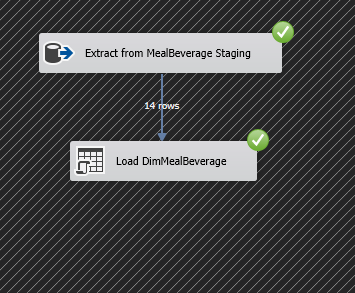 Extract from MealBeverage Staging
14 rows
Load DimMealBeverage